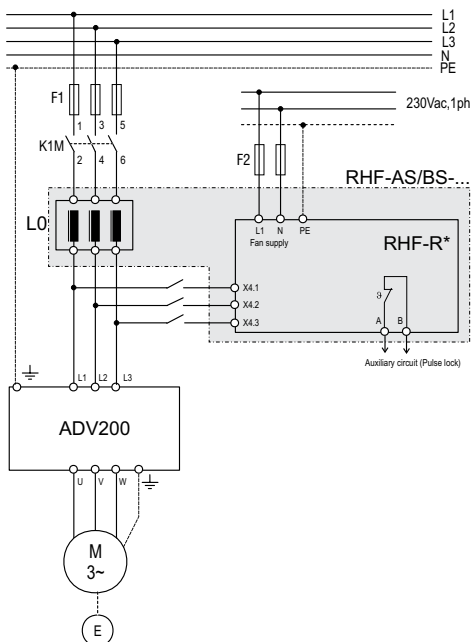 L1
L2
L3
N
PE
F1
1 3 5
K1M
2 4 6
230Vac,1ph
F2
RHF-AS/BS-...
L0
L1 N PE
Fan supply
RHF-R*
X4.1
X4.2
X4.3
ϑ
A B
Auxiliary circuit (Pulse lock)
L1 L2 L3
ADV200
U V W
M
3~
E